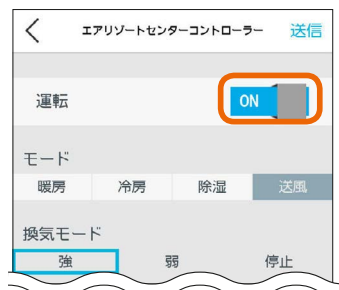 エアリゾートセンターコントローラー 送信
運転 ON
モード
暖房 冷房 除湿 送風
換気モード
強 弱 停止